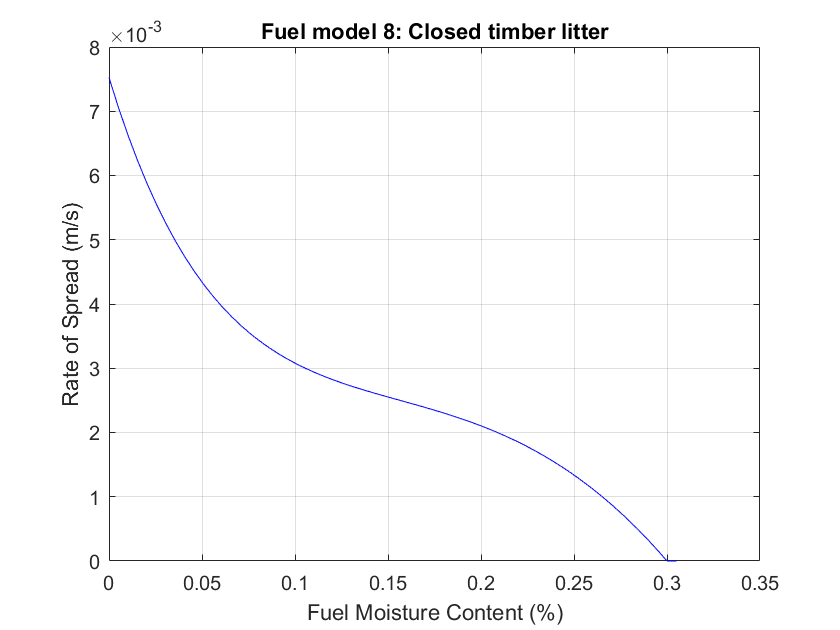 Fuel model 8: Closed timber litter
×10⁻³
8
7
6
5
4
3
2
1
0
Rate of Spread (m/s)
0 0.05 0.1 0.15 0.2 0.25 0.3 0.35
Fuel Moisture Content (%)